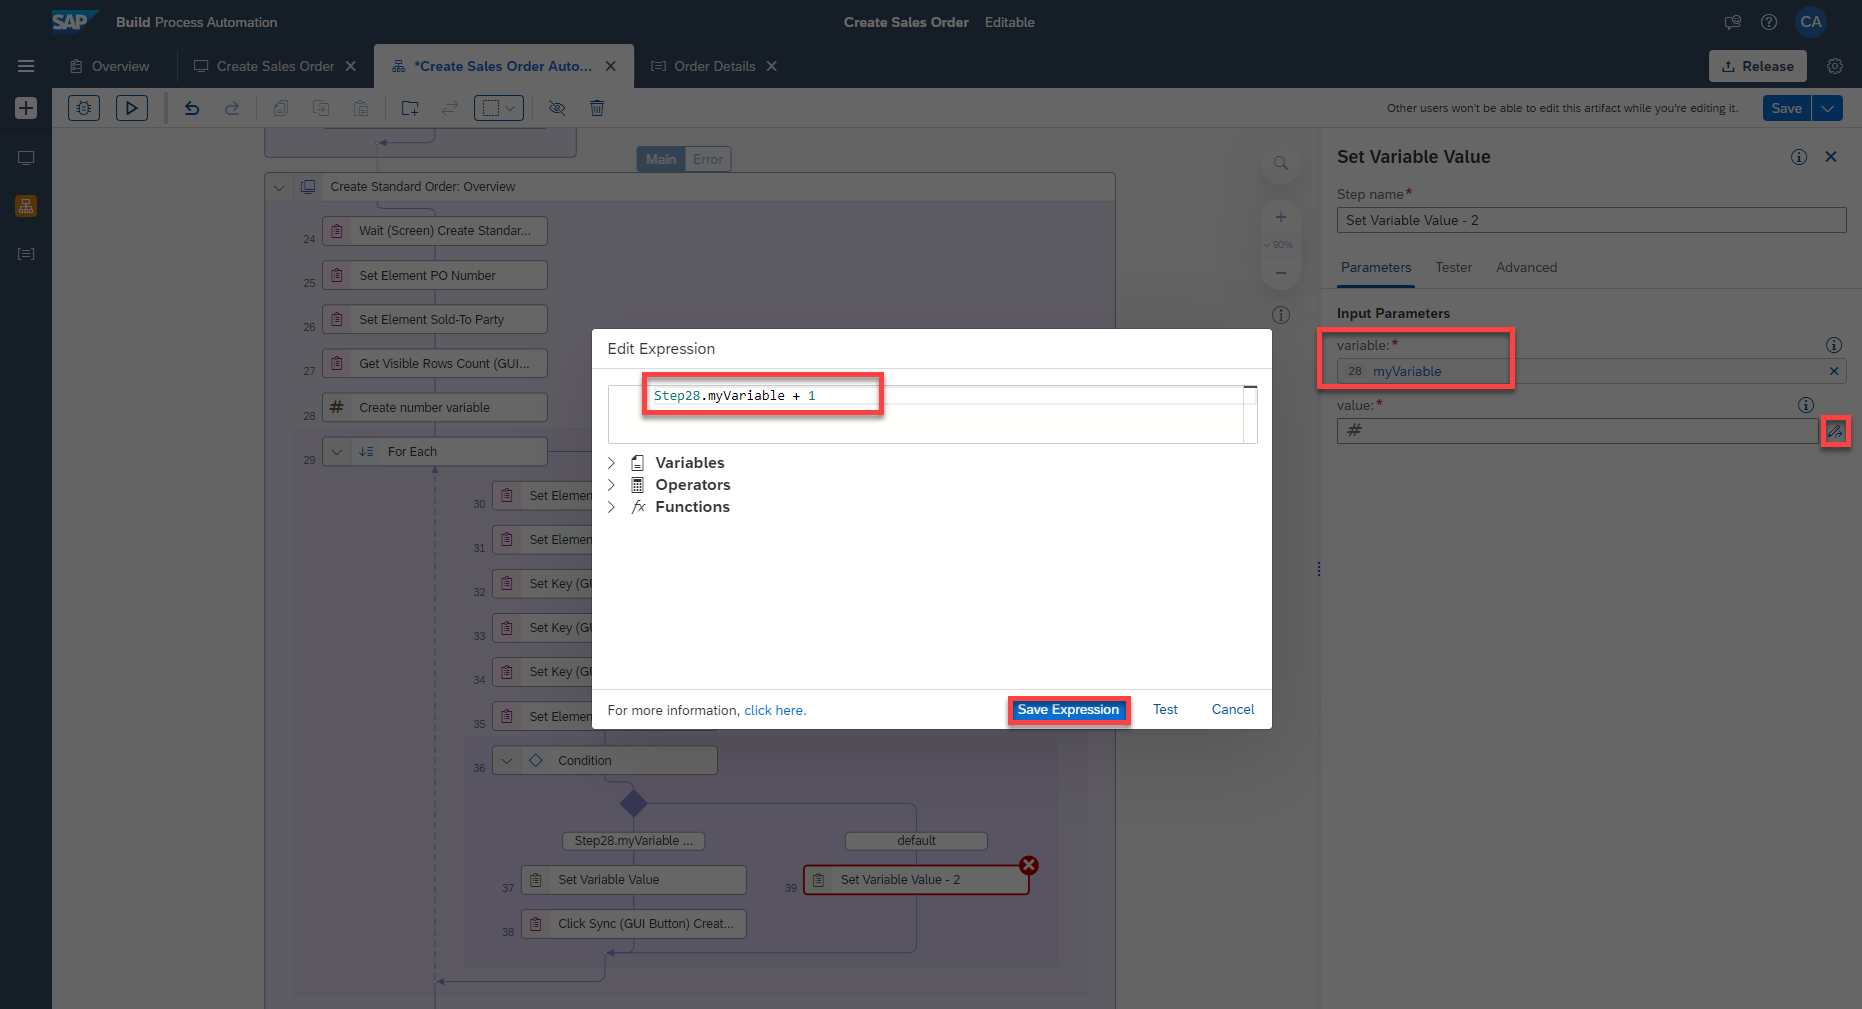 SAP Build Process Automation
Create Sales Order Editable
CA
Overview
Create Sales Order
*Create Sales Order Auto...
Order Details
Release
Other users won't be able to edit this artifact while you're editing it.
Save
Main Error
Create Standard Order: Overview
24 Wait (Screen) Create Standar...
25 Set Element PO Number
26 Set Element Sold-To Party
27 Get Visible Rows Count (GUI...
28 # Create number variable
29 For Each
30 Set Elemen
31 Set Elemen
32 Set Key (GU
33 Set Key (GU
34 Set Key (GU
35 Set Elemen
36 Condition
Step28.myVariable ...
default
37 Set Variable Value
39 Set Variable Value - 2
38 Click Sync (GUI Button) Creat...
90%
Edit Expression
Step28.myVariable + 1
Variables
Operators
fx Functions
For more information, click here.
Save Expression
Test
Cancel
Set Variable Value
Step name*
Set Variable Value - 2
Parameters Tester Advanced
Input Parameters
variable:*
28 myVariable
value:*
#